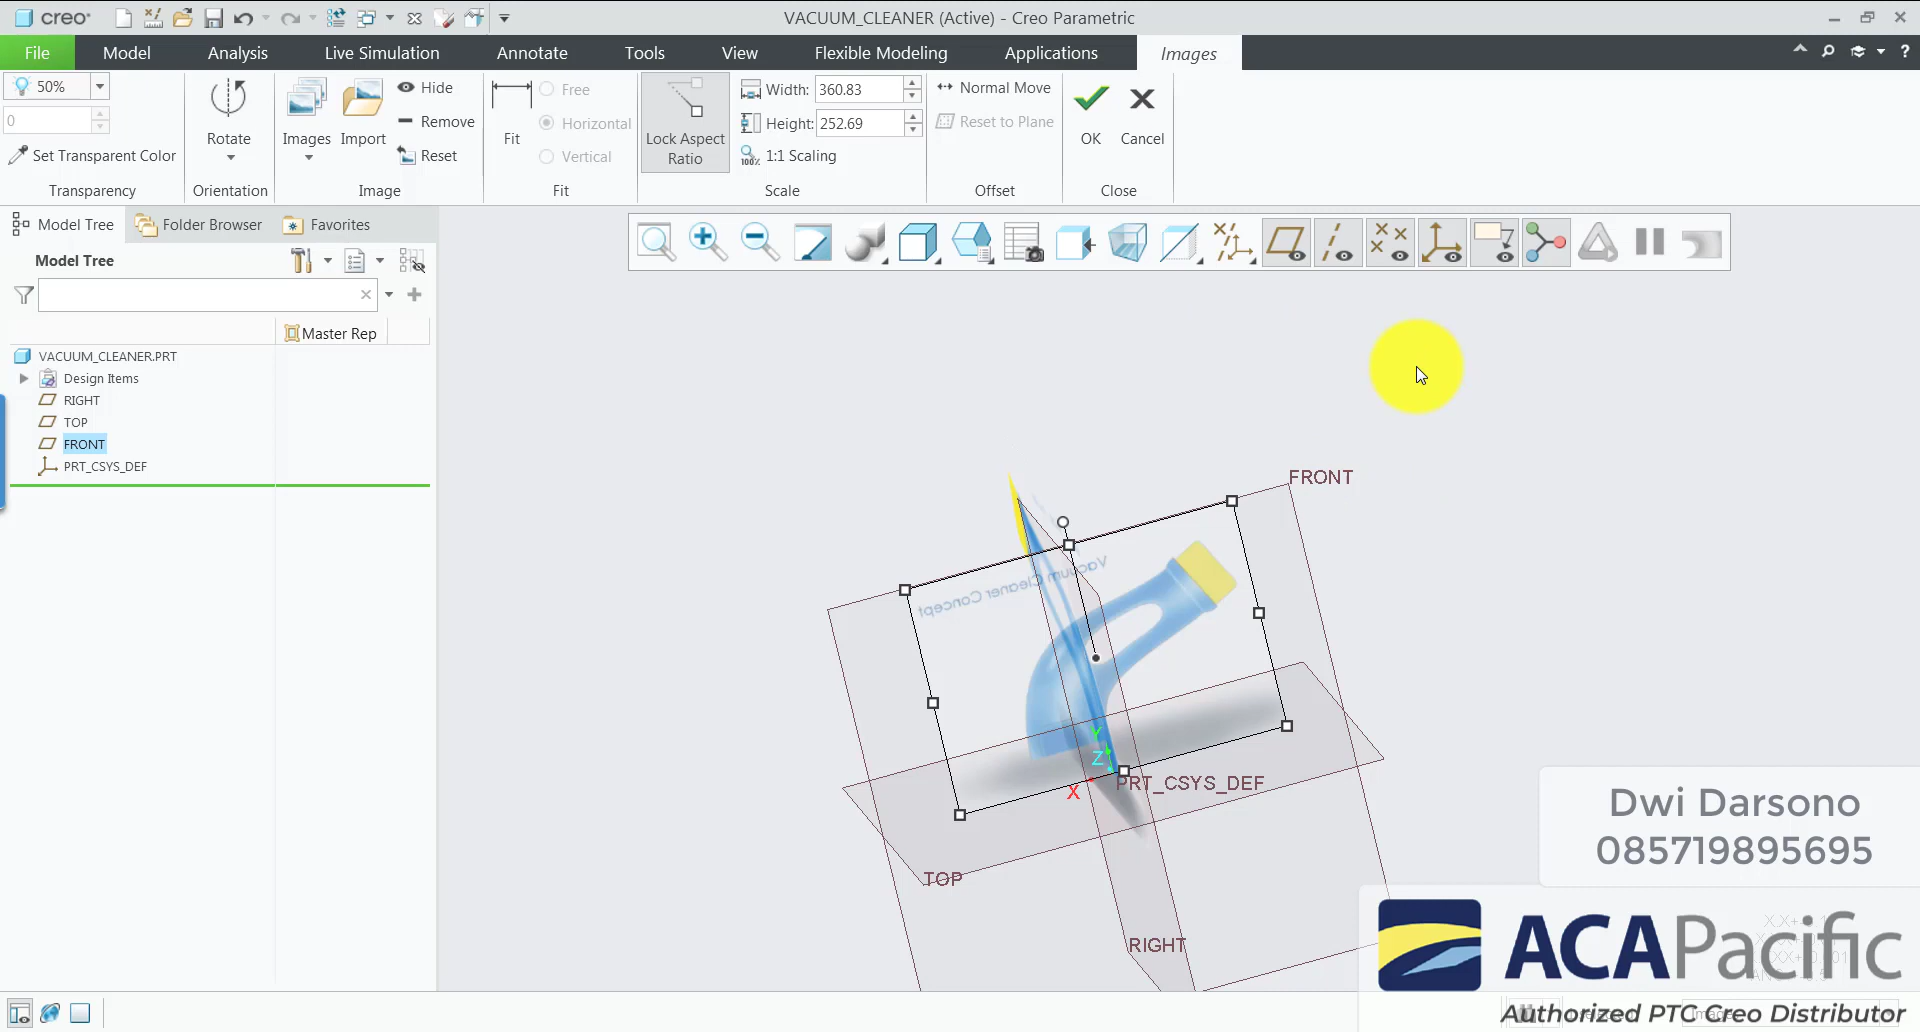 creo
VACUUM_CLEANER (Active) - Creo Parametric
File Model Analysis Live Simulation Annotate Tools View Flexible Modeling Applications Images
50%
0
Set Transparent Color
Transparency
Rotate
Orientation
Images
Import
Hide
Remove
Reset
Image
Fit
Free
Horizontal
Vertical
Fit
Lock Aspect
Ratio
Width: 360.83
Height: 252.69
1:1 Scaling
Scale
Normal Move
Reset to Plane
Offset
OK
Cancel
Close
Model Tree Folder Browser Favorites
Model Tree
Master Rep
VACUUM_CLEANER.PRT
Design Items
RIGHT
TOP
FRONT
PRT_CSYS_DEF
FRONT
Vacuum Cleaner Concept
Y
Z
X
PRT_CSYS_DEF
TOP
RIGHT
Dwi Darsono
085719895695
ACAPacific
Authorized PTC Creo Distributor